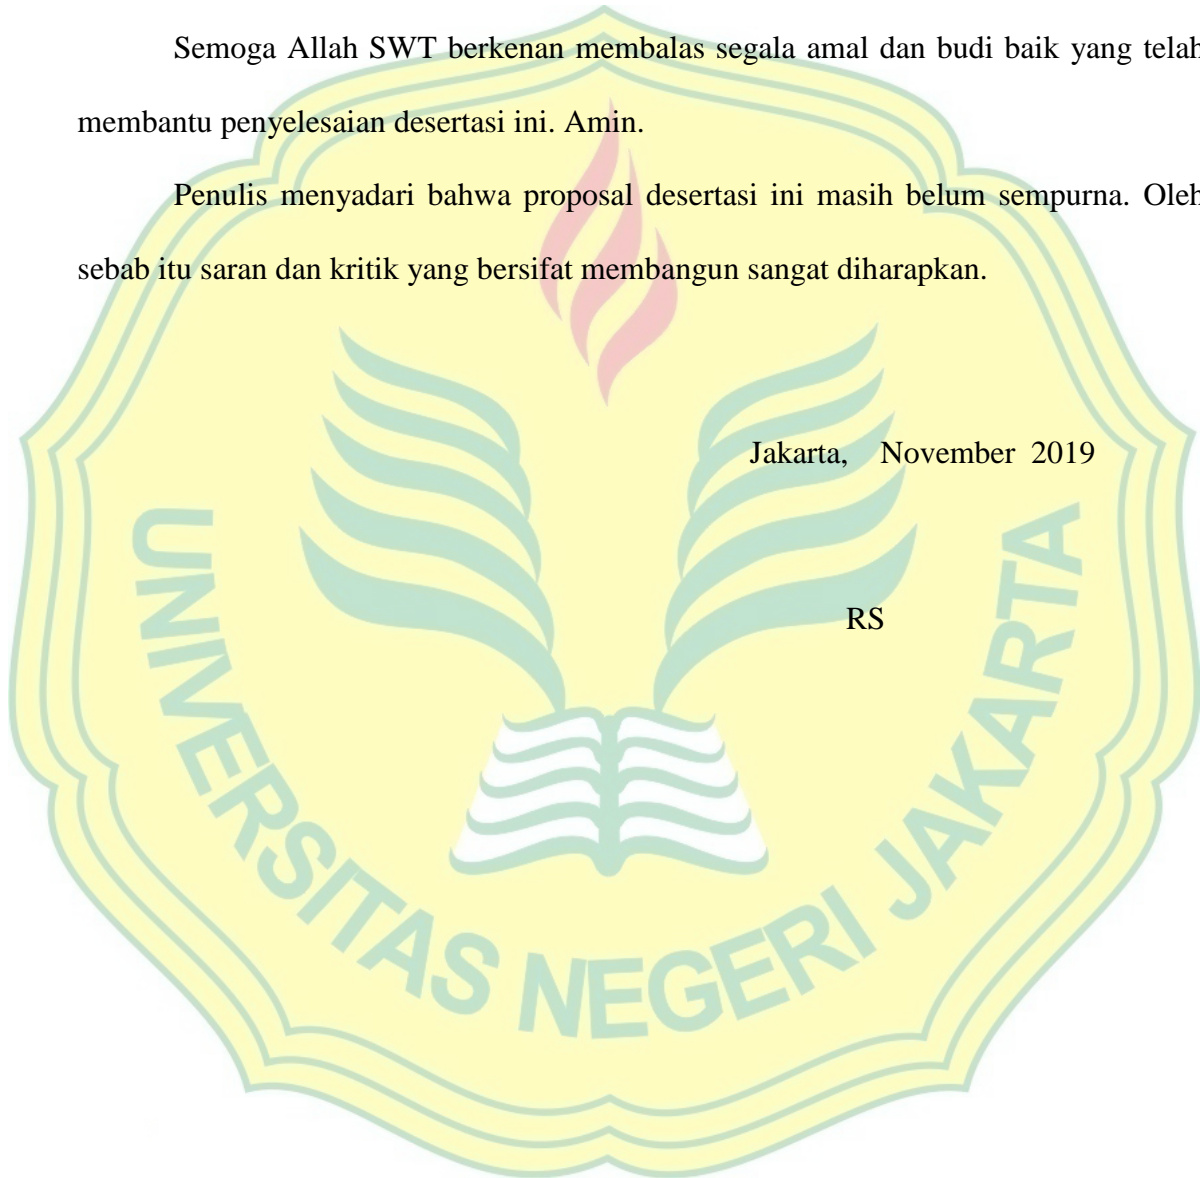 Semoga Allah SWT berkenan membalas segala amal dan budi baik yang telah
membantu penyelesaian desertasi ini. Amin.
Penulis menyadari bahwa proposal desertasi ini masih belum sempurna. Oleh
sebab itu saran dan kritik yang bersifat membangun sangat diharapkan.
Jakarta, November 2019
RS
UNIVERSITAS NEGERI JAKARTA